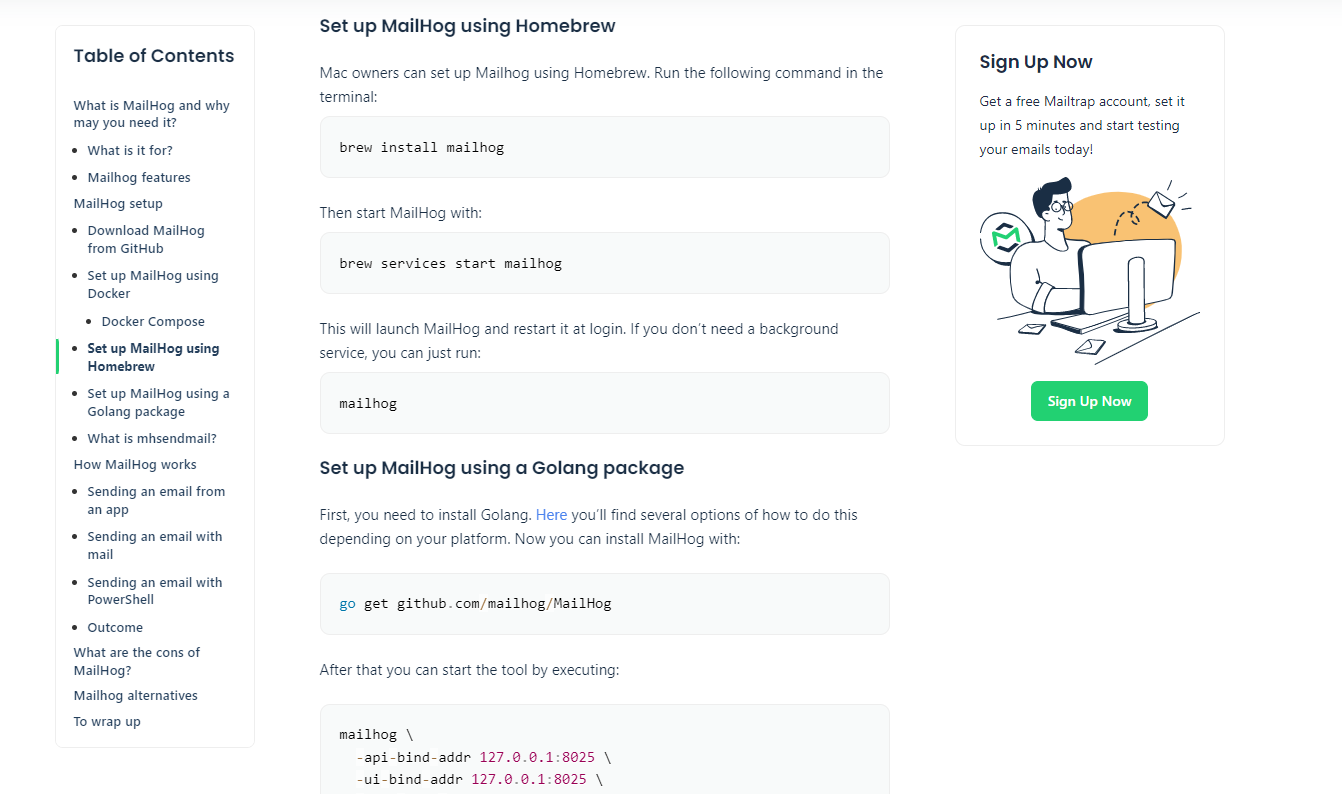 Table of Contents
What is MailHog and why
may you need it?
What is it for?
Mailhog features
MailHog setup
Download MailHog
from GitHub
Set up MailHog using
Docker
Docker Compose
Set up MailHog using
Homebrew
Set up MailHog using a
Golang package
What is mhsendmail?
How MailHog works
Sending an email from
an app
Sending an email with
mail
Sending an email with
PowerShell
Outcome
What are the cons of
MailHog?
Mailhog alternatives
To wrap up
Set up MailHog using Homebrew
Mac owners can set up Mailhog using Homebrew. Run the following command in the
terminal:
brew install mailhog
Then start MailHog with:
brew services start mailhog
This will launch MailHog and restart it at login. If you don’t need a background
service, you can just run:
mailhog
Set up MailHog using a Golang package
First, you need to install Golang. Here you’ll find several options of how to do this
depending on your platform. Now you can install MailHog with:
go get github.com/mailhog/MailHog
After that you can start the tool by executing:
mailhog \
-api-bind-addr 127.0.0.1:8025 \
-ui-bind-addr 127.0.0.1:8025 \
Sign Up Now
Get a free Mailtrap account, set it
up in 5 minutes and start testing
your emails today!
Sign Up Now